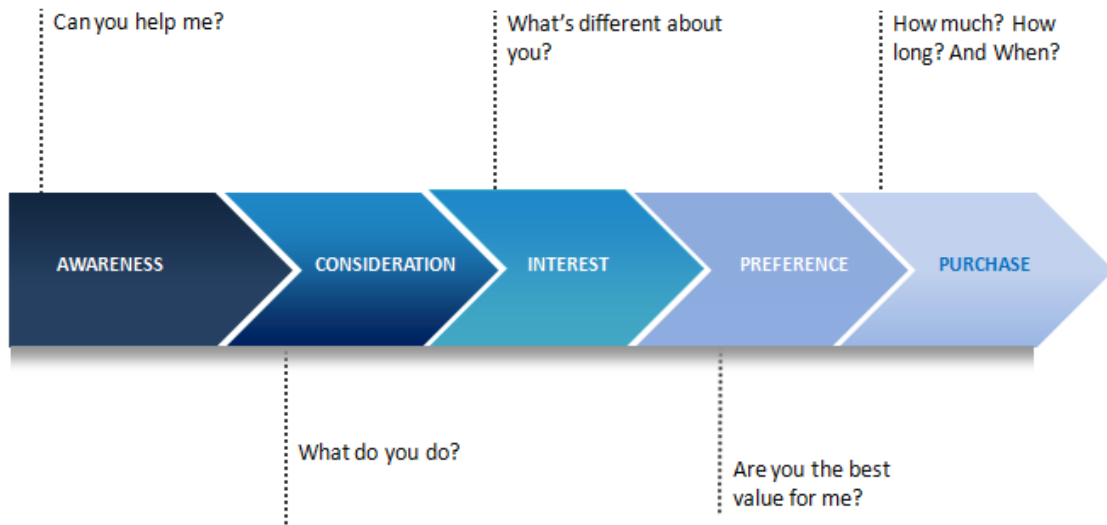 Can you help me?
What's different about
you?
How much? How
long? And When?
AWARENESS
CONSIDERATION
INTEREST
PREFERENCE
PURCHASE
What do you do?
Are you the best
value for me?